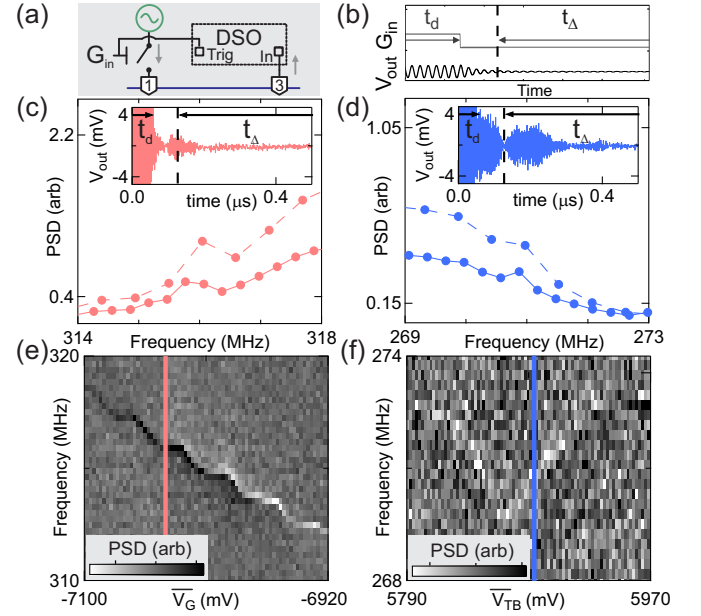 (a)
G_in
DSO
Trig
In
1
3
(b)
t_d
t_Δ
V_out G_in
Time
(c)
2.22
0.4
PSD (arb)
314
318
Frequency (MHz)
4
-4
V_out (mV)
t_d
t_Δ
0.0
0.4
time (μs)
(d)
1.05
0.15
PSD (arb)
269
273
Frequency (MHz)
4
-4
V_out (mV)
t_d
t_Δ
0.0
0.4
time (μs)
(e)
320
310
Frequency (MHz)
PSD (arb)
-7100
V_G (mV)
-6920
(f)
274
268
Frequency (MHz)
PSD (arb)
5790
V_TB (mV)
5970